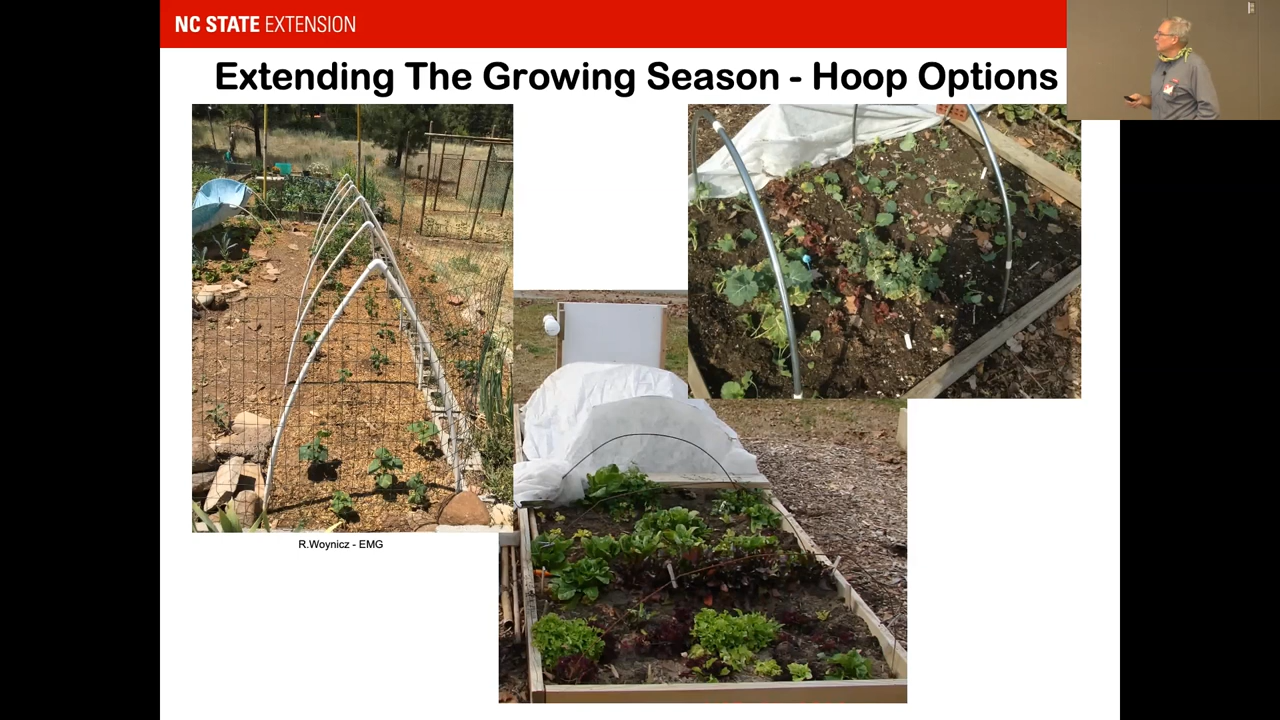 NC STATE EXTENSION
Extending The Growing Season - Hoop Options
R.Woynicz - EMG